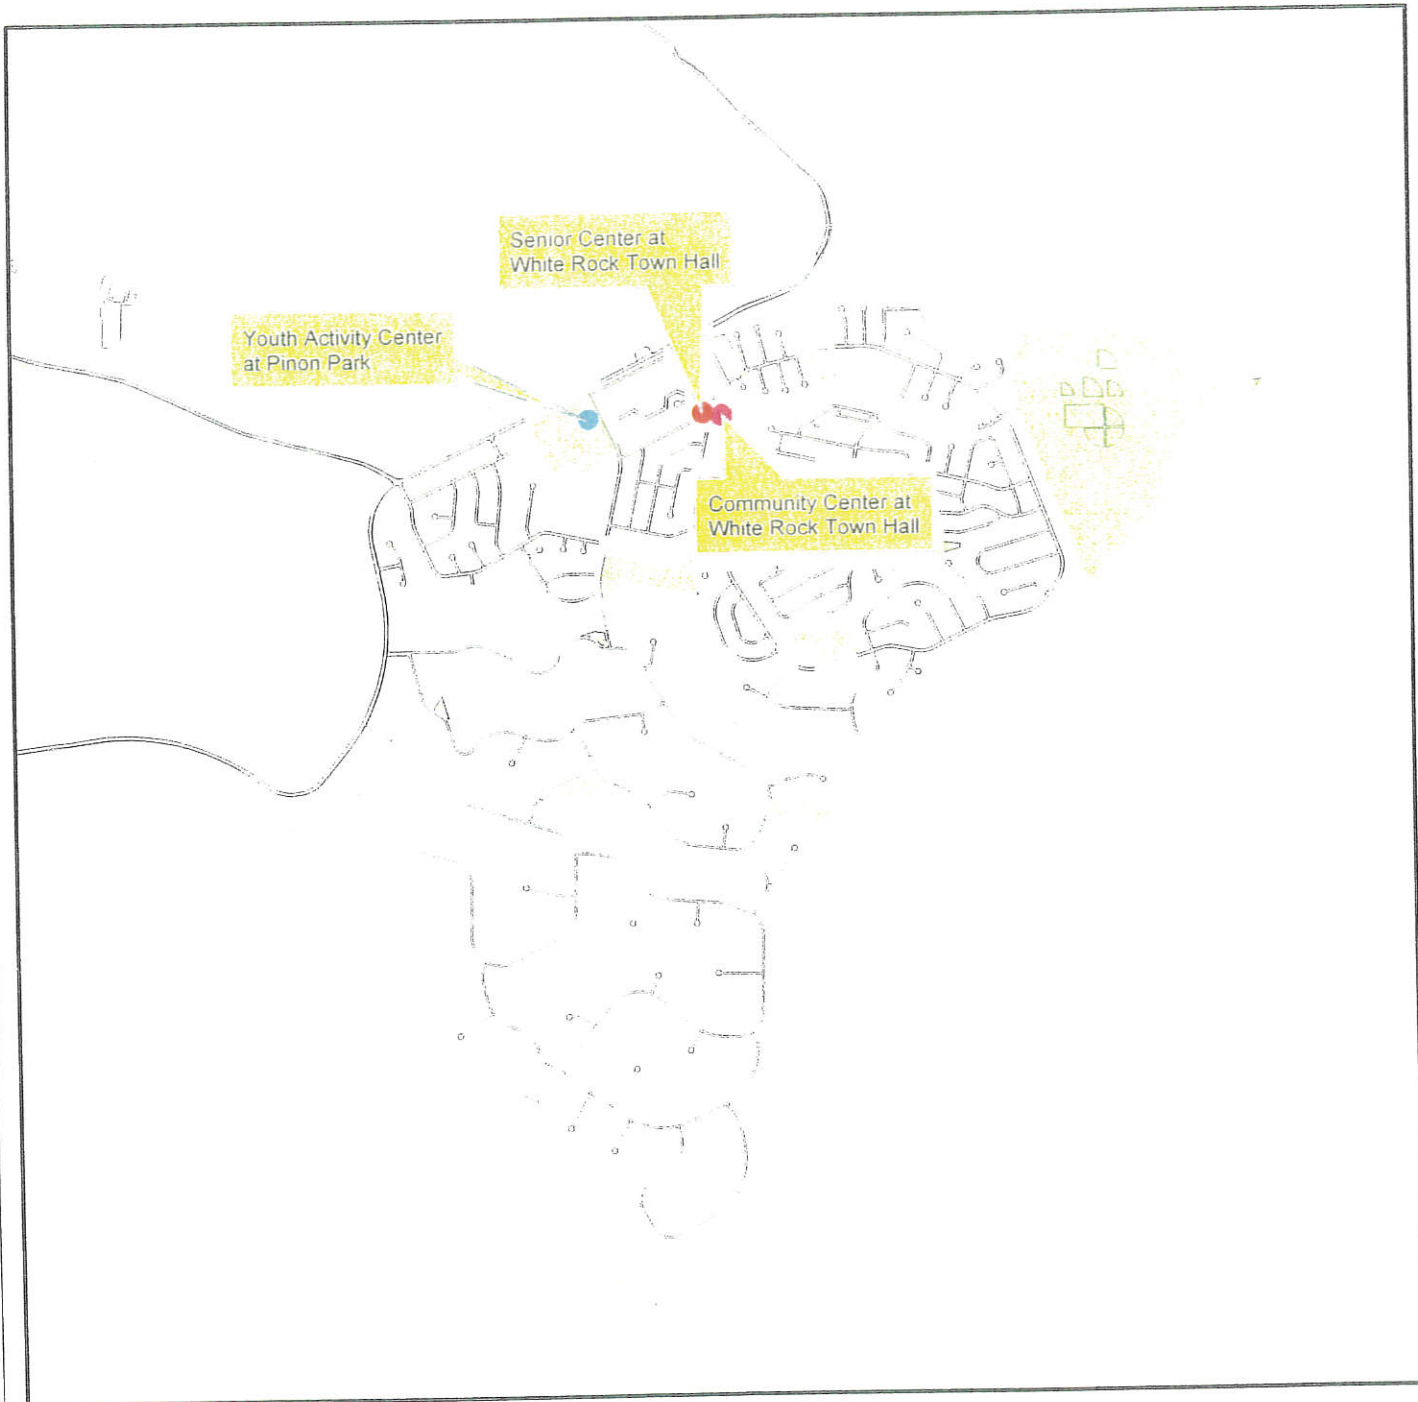 Senior Center at
White Rock Town Hall
Youth Activity Center
at Pinon Park
Community Center at
White Rock Town Hall